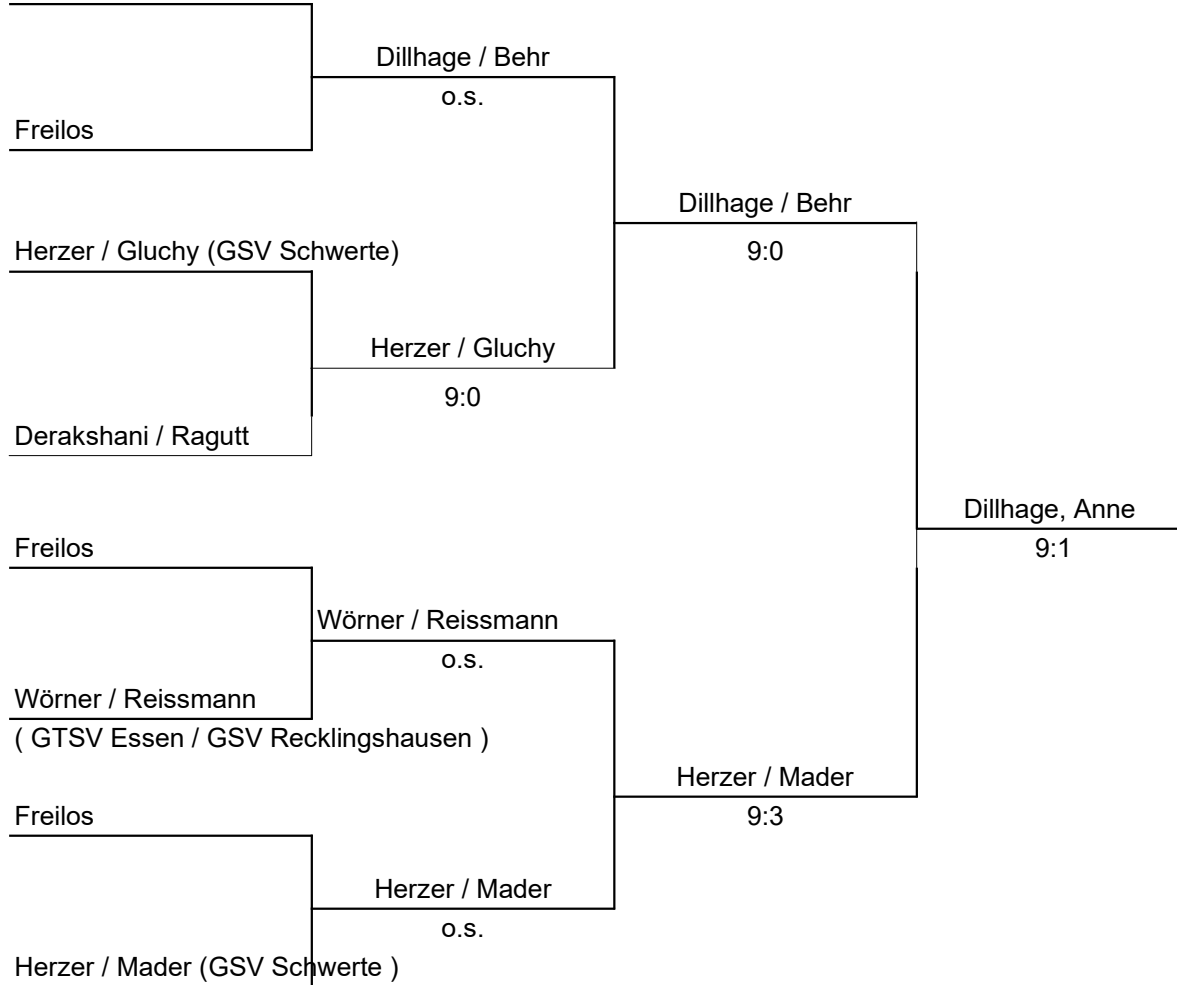 Dillhage / Behr
o.s.
Freilos
Dillhage / Behr
9:0
Herzer / Gluchy (GSV Schwerte)
Herzer / Gluchy
9:0
Derakshani / Ragutt
Dillhage, Anne
9:1
Freilos
Wörner / Reissmann
o.s.
Wörner / Reissmann
( GTSV Essen / GSV Recklingshausen )
Herzer / Mader
9:3
Freilos
Herzer / Mader
o.s.
Herzer / Mader (GSV Schwerte )